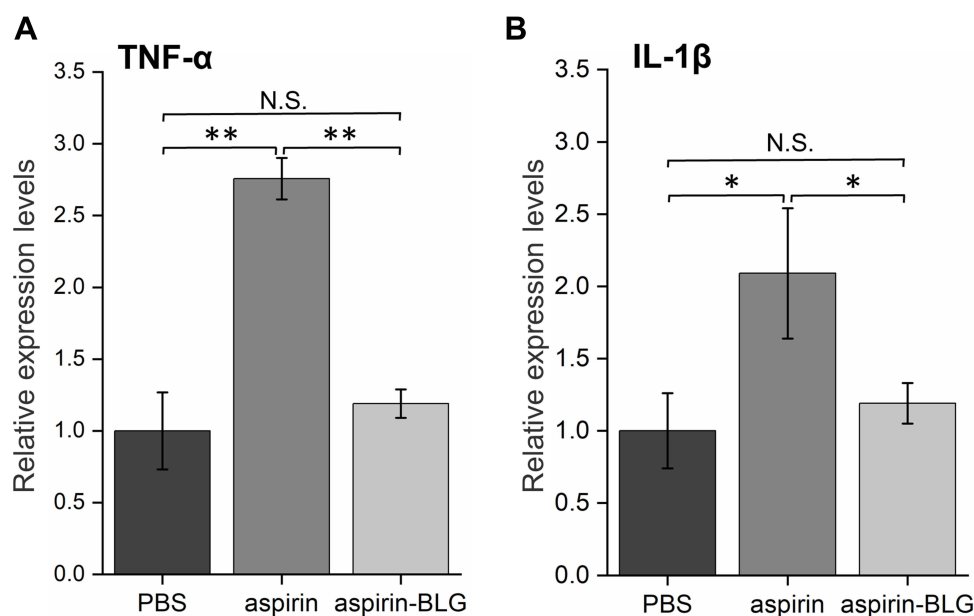 A
TNF-α
Relative expression levels
3.5
3.0
2.5
2.0
1.5
1.0
0.5
0.0
N.S.
** **
PBS aspirin aspirin-BLG
B
IL-1β
Relative expression levels
3.5
3.0
2.5
2.0
1.5
1.0
0.5
0.0
N.S.
* *
PBS aspirin aspirin-BLG